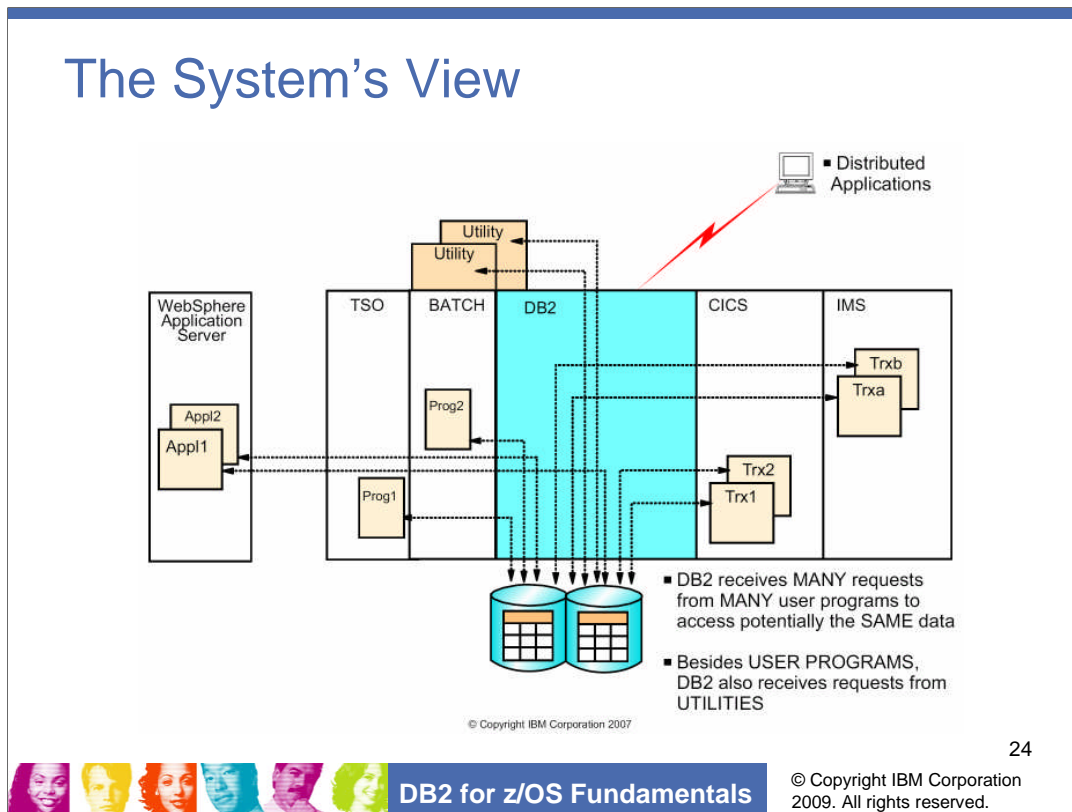 The System's View
▪ Distributed
Applications
Utility
Utility
WebSphere
Application
Server
TSO
BATCH
DB2
CICS
IMS
Trxb
Trxa
Prog2
Appl2
Appl1
Trx2
Trx1
Prog1
▪ DB2 receives MANY requests
from MANY user programs to
access potentially the SAME data
▪ Besides USER PROGRAMS,
DB2 also receives requests from
UTILITIES
© Copyright IBM Corporation 2007
24
DB2 for z/OS Fundamentals
© Copyright IBM Corporation
2009. All rights reserved.